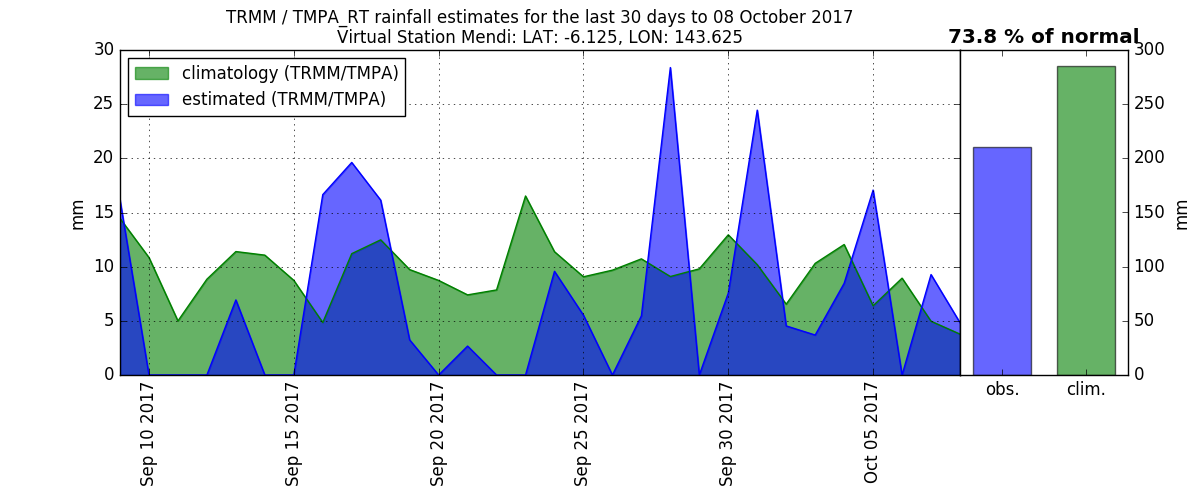 TRMM / TMPA_RT rainfall estimates for the last 30 days to 08 October 2017
Virtual Station Mendi: LAT: -6.125, LON: 143.625
73.8 % of normal
climatology (TRMM/TMPA)
estimated (TRMM/TMPA)
mm
30
25
20
15
10
5
0
Sep 10 2017
Sep 15 2017
Sep 20 2017
Sep 25 2017
Sep 30 2017
Oct 05 2017
obs.
clim.
300
250
200
150
100
50
0
mm